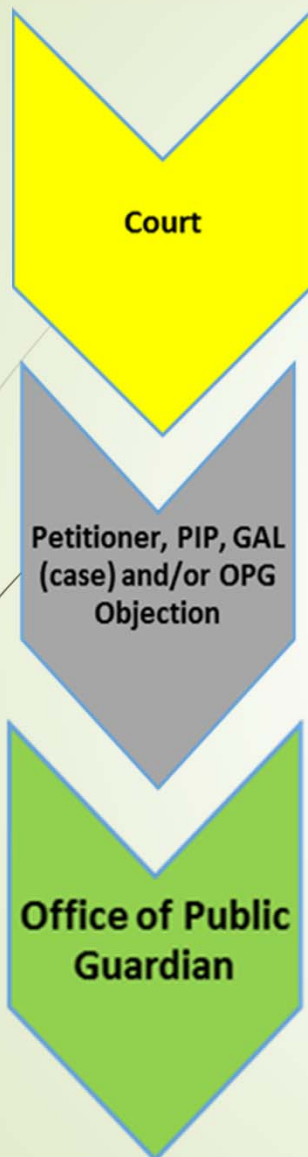 Court
Petitioner, PIP, GAL
(case) and/or OPG
Objection
Office of Public
Guardian